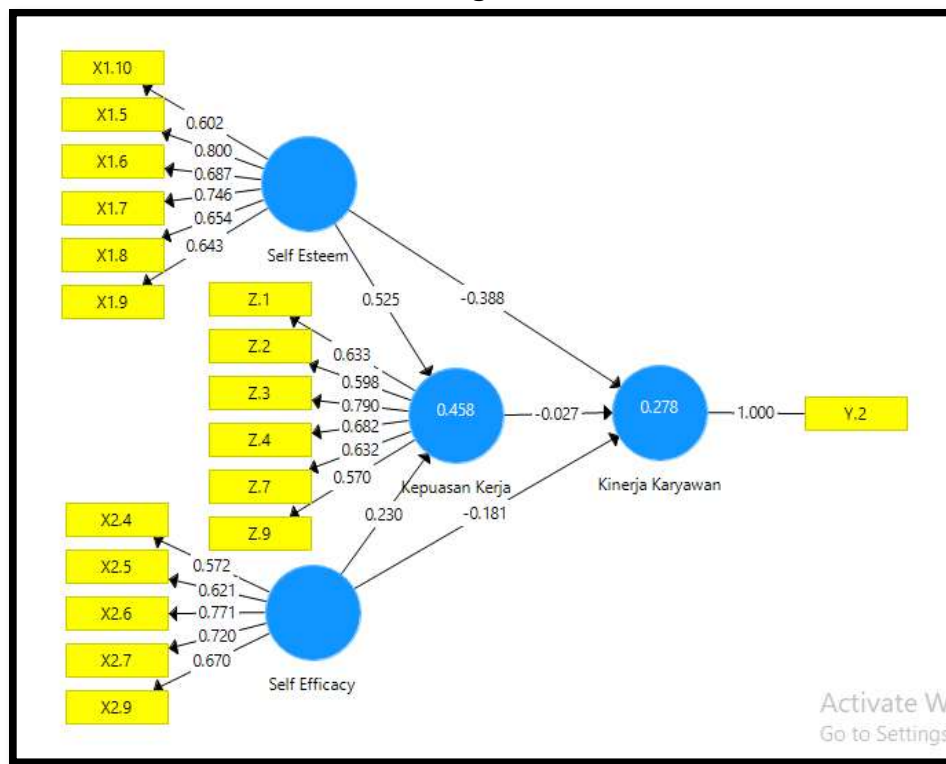 X1.10
X1.5
X1.6
X1.7
X1.8
X1.9
0.602
0.800
0.687
0.746
0.654
0.643
Self Esteem
0.525
-0.388
Z.1
Z.2
Z.3
Z.4
Z.7
Z.9
0.633
0.598
0.790
0.682
0.632
0.570
0.458
Kepuasan Kerja
-0.027
0.278
Kinerja Karyawan
1.000
Y.2
0.230
-0.181
X2.4
X2.5
X2.6
X2.7
X2.9
0.572
0.621
0.771
0.720
0.670
Self Efficacy
Activate W
Go to Settings